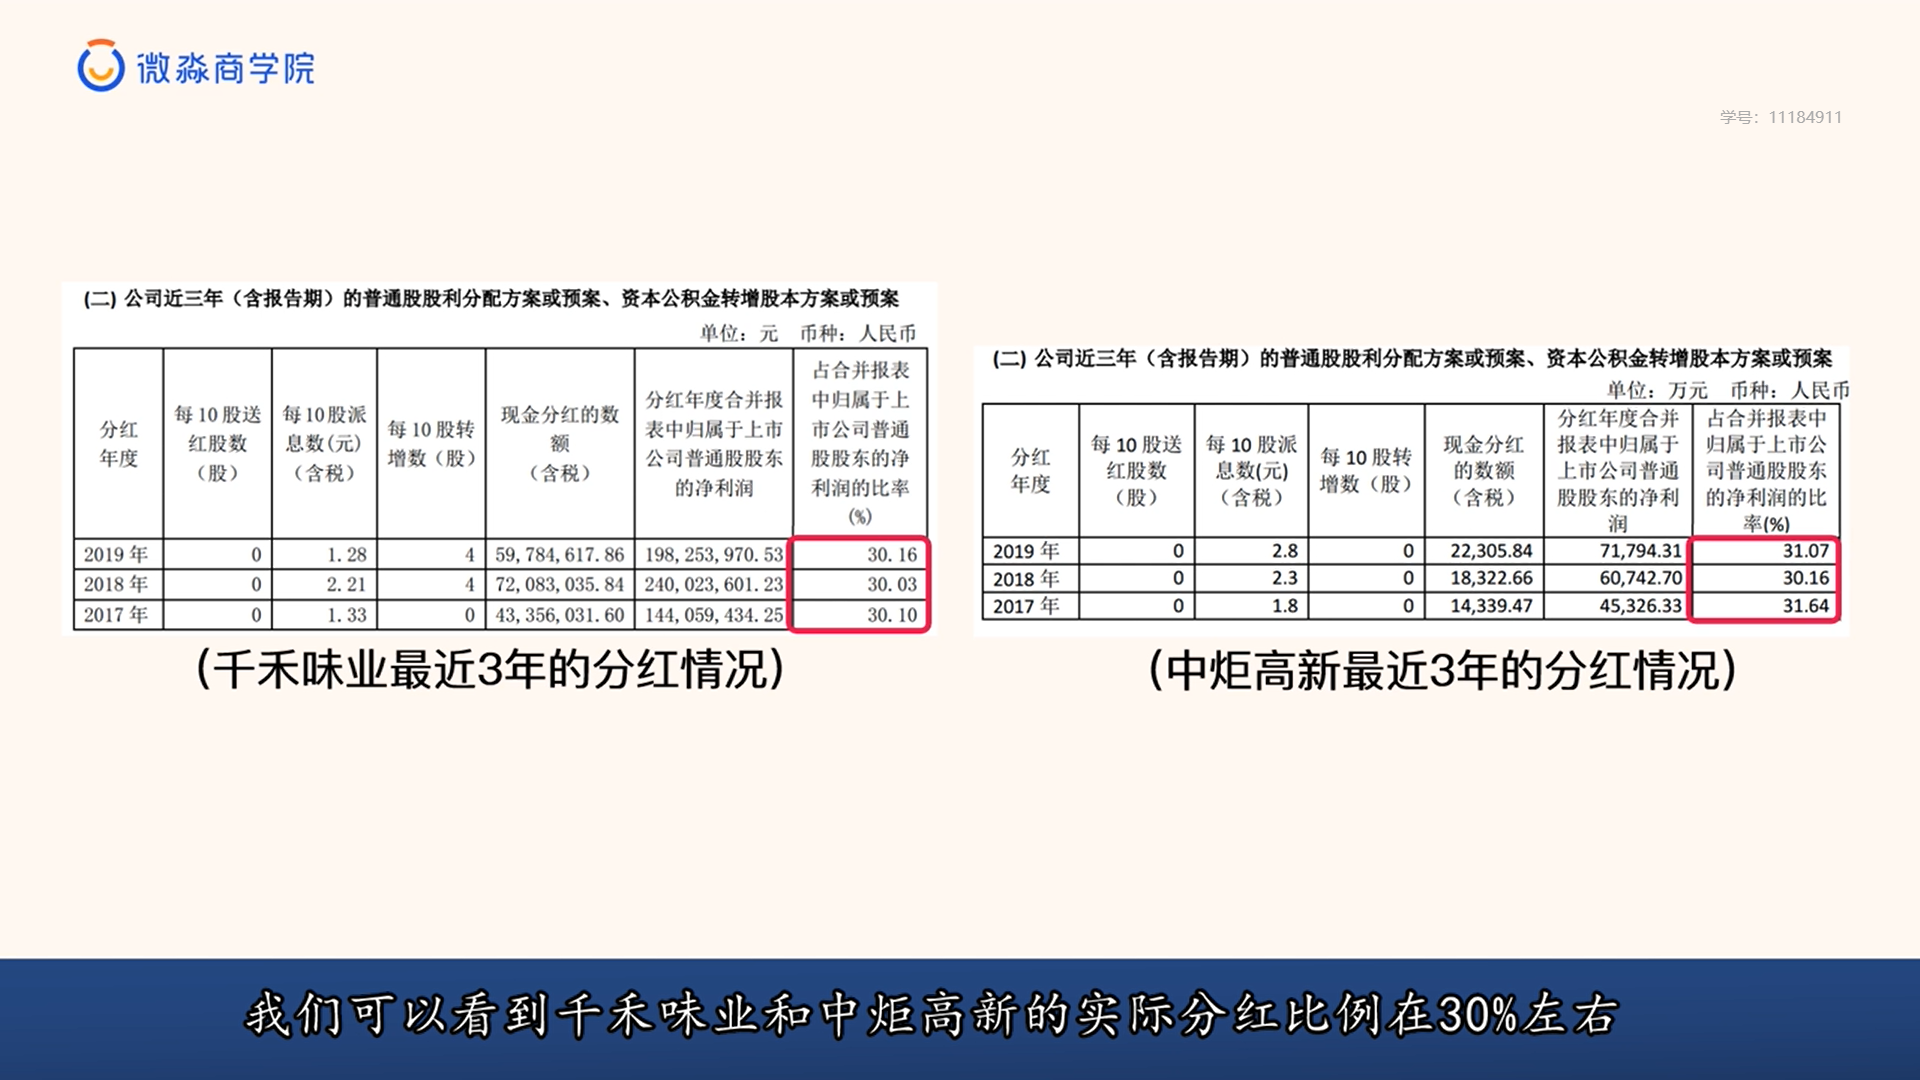 微淼商学院
学号：11184911
(二) 公司近三年（含报告期）的普通股股利分配方案或预案、资本公积金转增股本方案或预案
单位：元 币种：人民币
分红
年度
每 10 股送
红股数
（股）
每 10 股派
息数(元)
（含税）
每 10 股转
增数（股）
现金分红的数
额
（含税）
分红年度合并报
表中归属于上市
公司普通股股东
的净利润
占合并报表
中归属于上
市公司普通
股股东的净
利润的比率
(%)
2019 年 0 1.28 4 59,784,617.86 198,253,970.53 30.16
2018 年 0 2.21 4 72,083,035.84 240,023,601.23 30.03
2017 年 0 1.33 0 43,356,031.60 144,059,434.25 30.10
（千禾味业最近3年的分红情况）
(二) 公司近三年（含报告期）的普通股股利分配方案或预案、资本公积金转增股本方案或预案
单位：万元 币种：人民币
分红
年度
每 10 股送
红股数
（股）
每 10 股派
息数(元)
（含税）
每 10 股转
增数（股）
现金分红
的数额
（含税）
分红年度合并
报表中归属于
上市公司普通
股股东的净利
润
占合并报表中
归属于上市公
司普通股股东
的净利润的比
率(%)
2019 年 0 2.8 0 22,305.84 71,794.31 31.07
2018 年 0 2.3 0 18,322.66 60,742.70 30.16
2017 年 0 1.8 0 14,339.47 45,326.33 31.64
（中炬高新最近3年的分红情况）
我们可以看到千禾味业和中炬高新的实际分红比例在30%左右